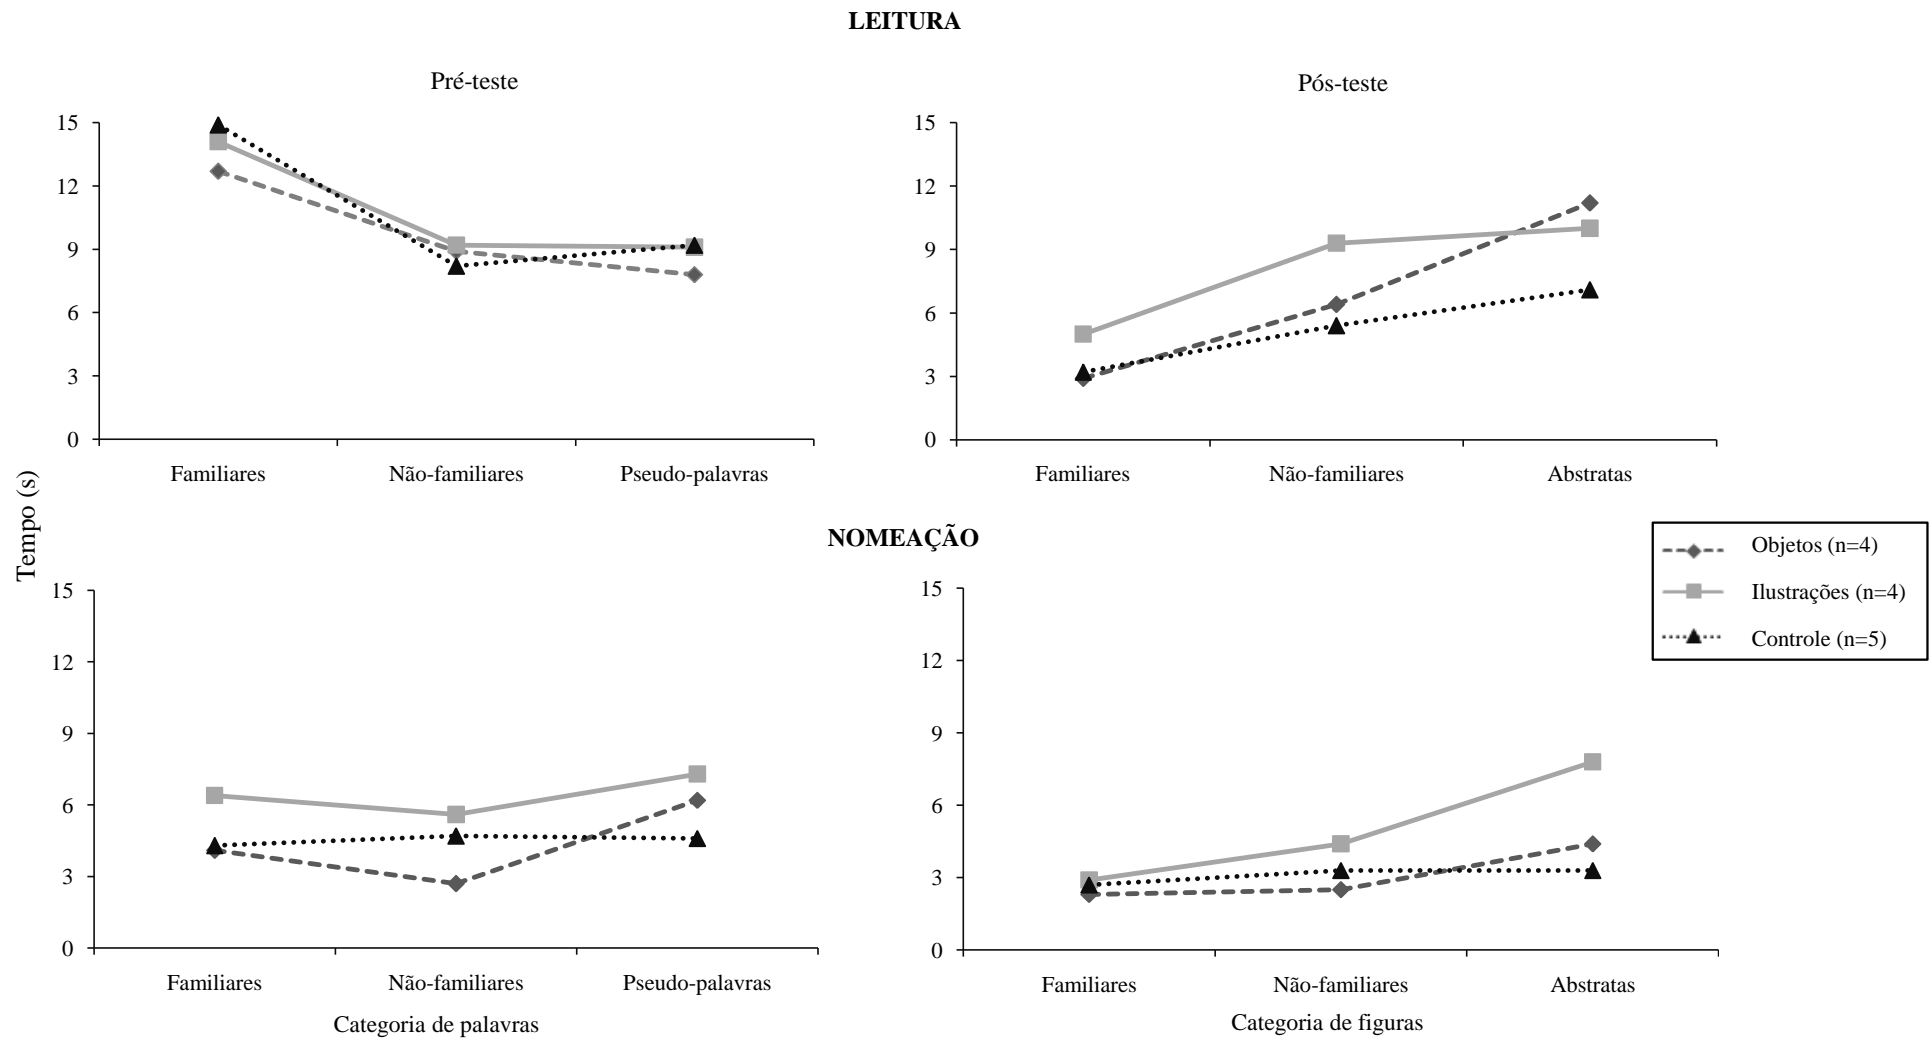 LEITURA
Pré-teste
Pós-teste
15
12
9
6
3
0
Familiares
Não-familiares
Pseudo-palavras
15
12
9
6
3
0
Familiares
Não-familiares
Abstratas
Tempo (s)
NOMEAÇÃO
15
12
9
6
3
0
Familiares
Não-familiares
Pseudo-palavras
Categoria de palavras
15
12
9
6
3
0
Familiares
Não-familiares
Abstratas
Categoria de figuras
Objetos (n=4)
Ilustrações (n=4)
Controle (n=5)